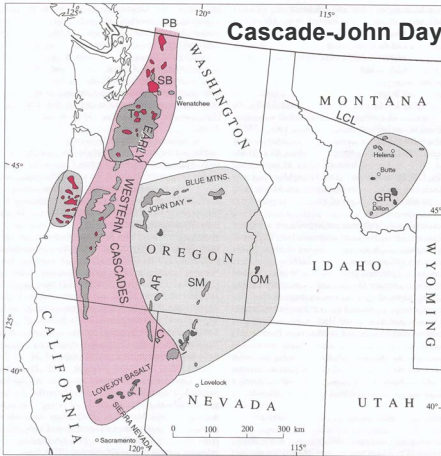 125°
PB
120°
115°
Cascade-John Day
WASHINGTON
SB
Wenatchee
MONTANA
LCL
T
EARLY
Helena
Butte
GR
Dillon
45°
45°
BLUE MTNS.
JOHN DAY
WESTERN CASCADES
OREGON
IDAHO
WYOMING
AR
SM
OM
125°
C
40°
LOVEJOY BASALT
Lovelock
CALIFORNIA
NEVADA
UTAH
40°
SIERRA NEVADA
Sacramento
0 100 200 300 km
120°
115°